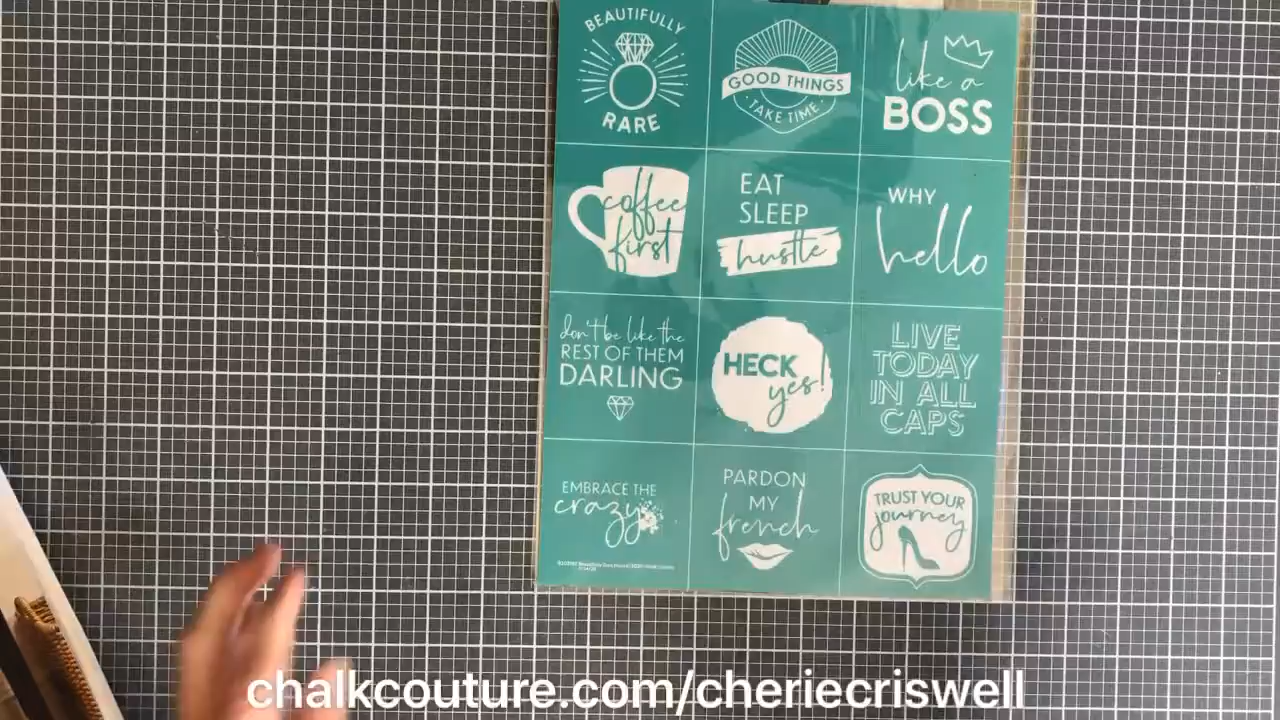 BEAUTIFULLY
RARE
GOOD THINGS
TAKE TIME
like a
BOSS
coffee
first
EAT
SLEEP
hustle
WHY
hello
don't be like the
REST OF THEM
DARLING
HECK
yes!
LIVE
TODAY
IN ALL
CAPS
EMBRACE THE
crazy
PARDON
MY
french
TRUST YOUR
journey
chalkcouture.com/cheriecriswell